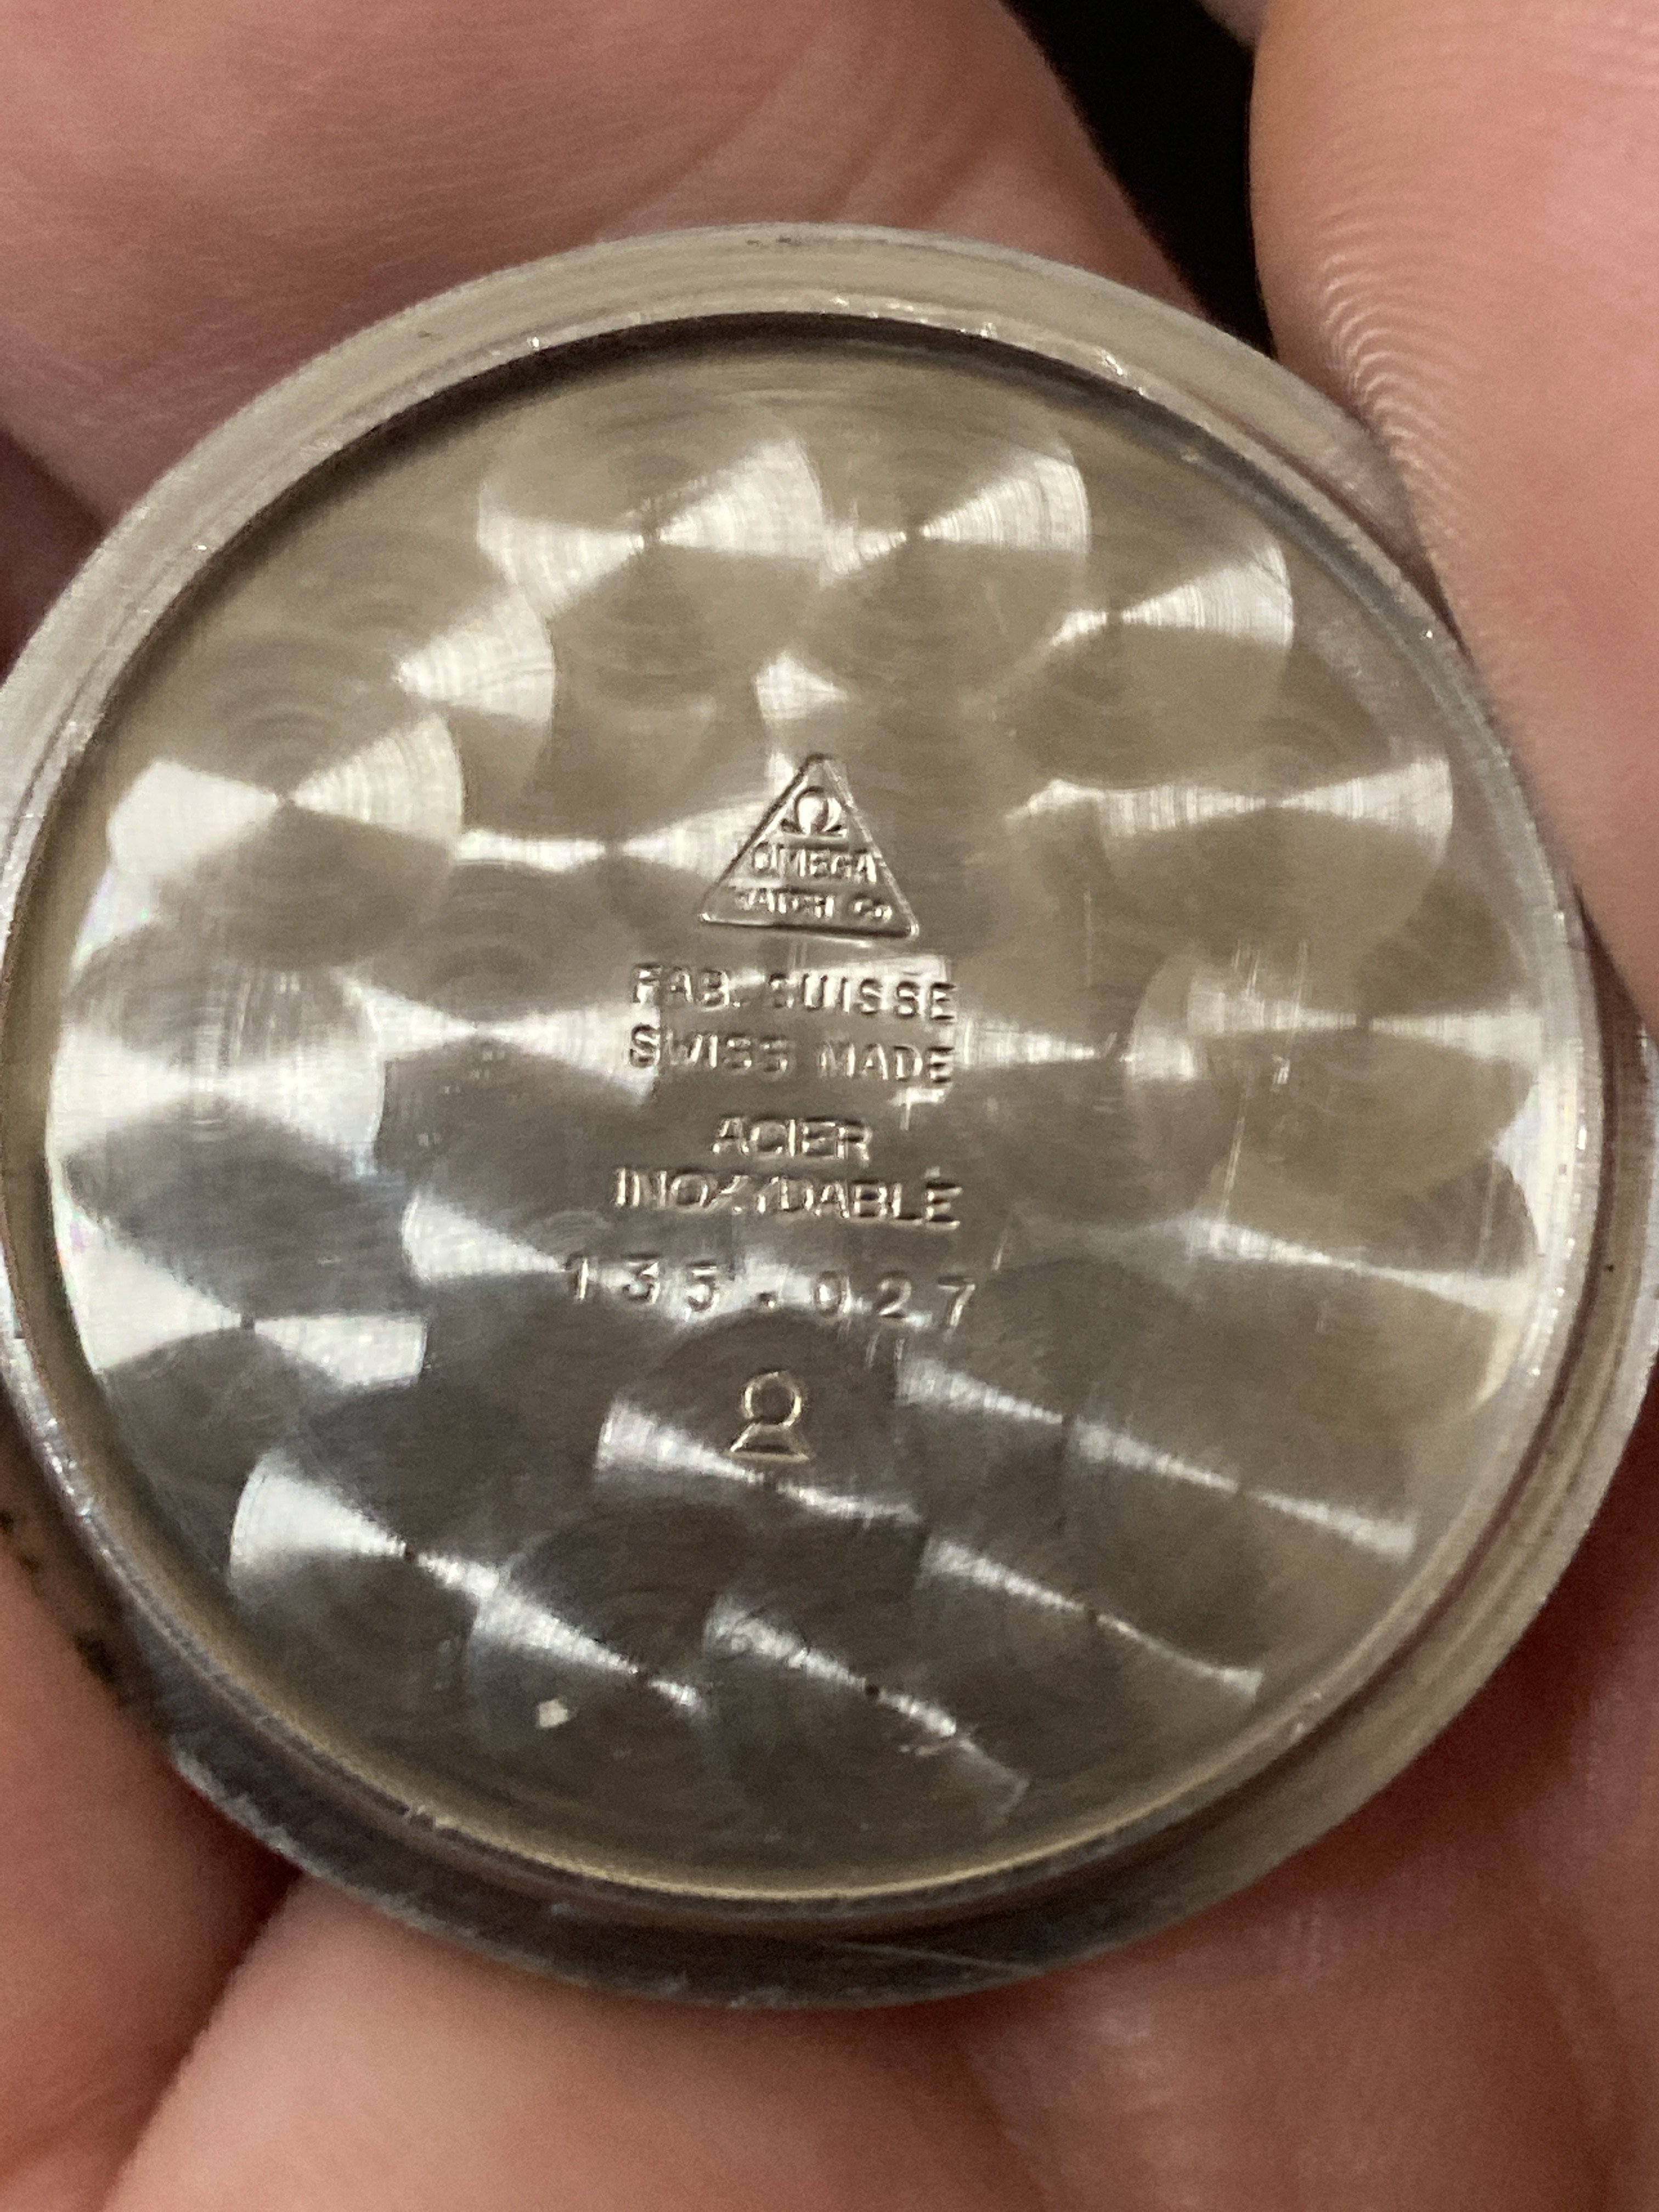 Ω
OMEGA
WATCH Co
FAB. SUISSE
SWISS MADE
ACIER
INOXYDABLE
135.027